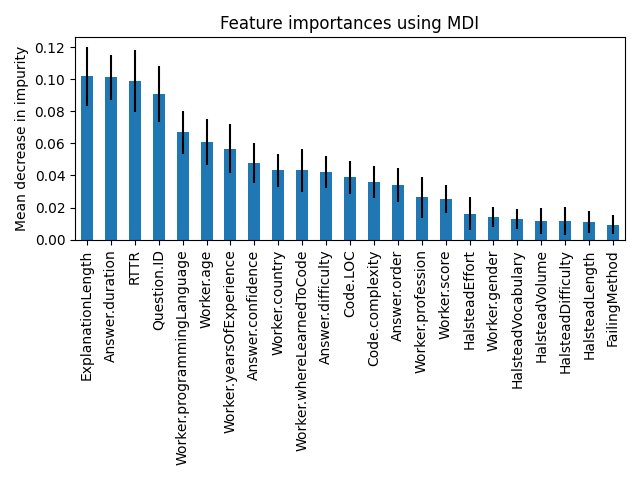 Feature importances using MDI
Mean decrease in impurity
0.12
0.10
0.08
0.06
0.04
0.02
0.00
ExplanationLength
Answer.duration
RTTR
Question.ID
Worker.programmingLanguage
Worker.age
Worker.yearsOfExperience
Answer.confidence
Worker.country
Worker.whereLearnedToCode
Answer.difficulty
Code.LOC
Code.complexity
Answer.order
Worker.profession
Worker.score
HalsteadEffort
Worker.gender
HalsteadVocabulary
HalsteadVolume
HalsteadDifficulty
HalsteadLength
FailingMethod